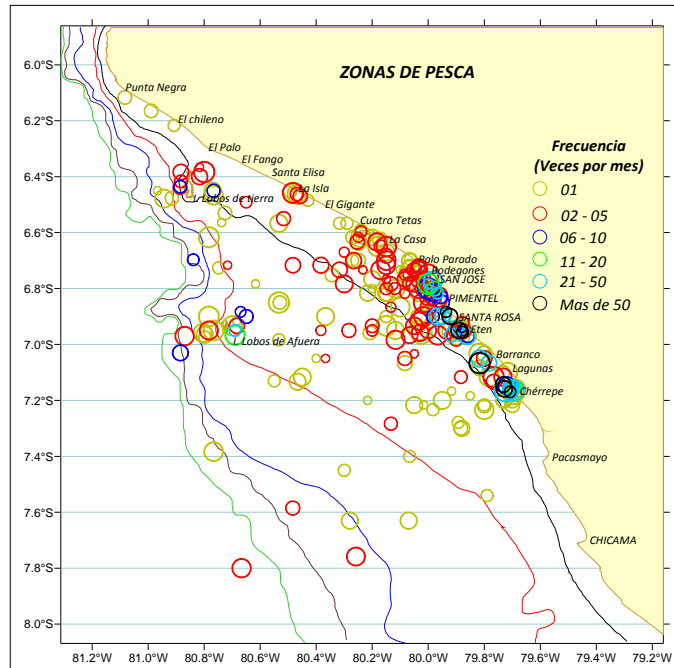 ZONAS DE PESCA
6.0°S
6.2°S
6.4°S
6.6°S
6.8°S
7.0°S
7.2°S
7.4°S
7.6°S
7.8°S
8.0°S
Punta Negra
El chileno
El Palo
El Fango
Santa Elisa
La Isla
Lobos de tierra
El Gigante
Cuatro Tetas
La Casa
Palo Parado
Bodegones
SAN JOSE
PIMENTEL
SANTA ROSA
Eten
I. Lobos de Afuera
Barranco
Lagunas
Chérrepe
Pacasmayo
CHICAMA
Frecuencia
(Veces por mes)
01
02 - 05
06 - 10
11 - 20
21 - 50
Mas de 50
81.2°W
81.0°W
80.8°W
80.6°W
80.4°W
80.2°W
80.0°W
79.8°W
79.6°W
79.4°W
79.2°W